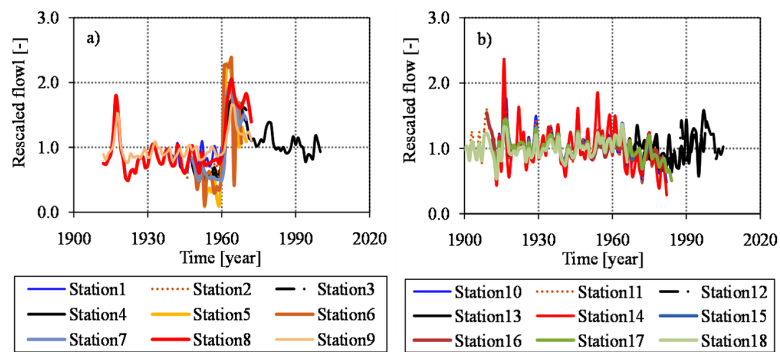 a)
Rescaled flow1 [-]
3.0
2.0
1.0
0.0
1900 1930 1960 1990 2020
Time [year]
Station1 Station2 Station3
Station4 Station5 Station6
Station7 Station8 Station9
b)
Rescaled flow [-]
3.0
2.0
1.0
0.0
1900 1930 1960 1990 2020
Time [year]
Station10 Station11 Station12
Station13 Station14 Station15
Station16 Station17 Station18